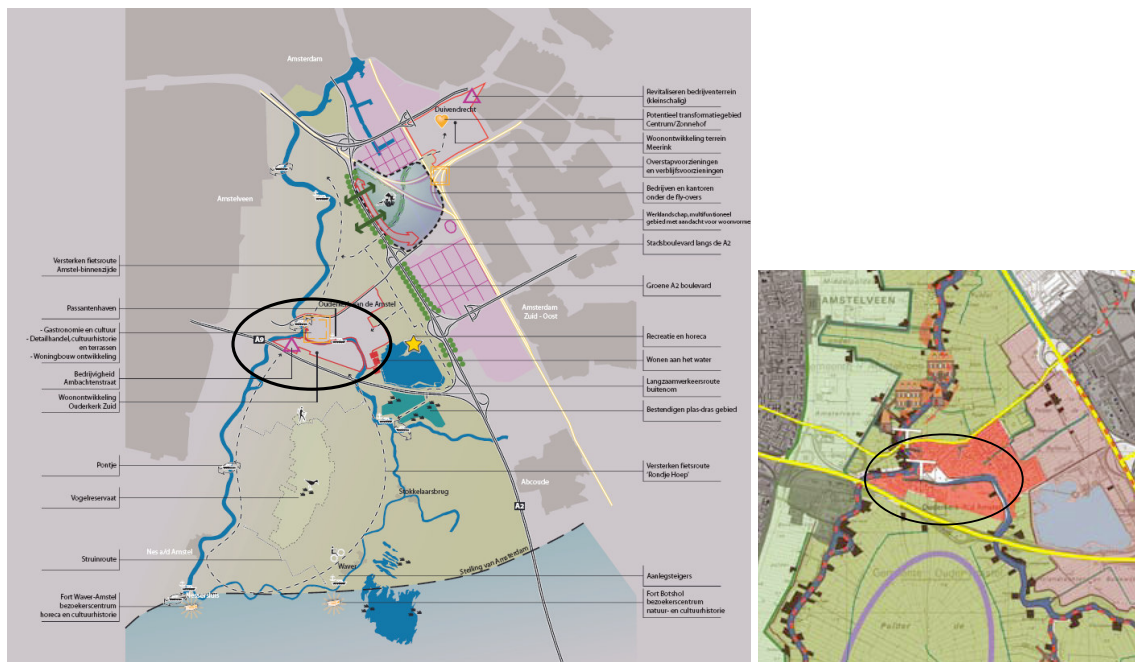 Amsterdam
Duivendrecht
Amstelveen
Ouderkerk aan de Amstel
A9
Amsterdam
Zuid - Oost
Abcoude
A2
Stokkelaarsbrug
Nes a/d Amstel
Waver
Nessersluis
Stelling van Amsterdam
Versterken fietsroute
Amstel-binnenzijde
Passantenhaven
- Gastronomie en cultuur
- Detailhandel, cultuurhistorie
en terrassen
- Woningbouw ontwikkeling
Bedrijvigheid
Ambachtenstraat
Woonontwikkeling
Ouderkerk Zuid
Pontje
Vogelreservaat
Struinroute
Fort Waver-Amstel
bezoekerscentrum
horeca en cultuurhistorie
Revitaliseren bedrijventerrein
(kleinschalig)
Potentieel transformatiegebied
Centrum/Zonnehof
Woonontwikkeling terrein
Meerink
Overstapvorzieningen
en verblijfsvoorzieningen
Bedrijven en kantoren
onder de fly-overs
Stadsboulevard langs de A2
Groene A2 boulevard
Recreatie en horeca
Wonen aan het water
Langzaamverkeersroute
buitenom
Bestendigen plas-dras gebied
Versterken fietsroute
'Rondje Hoep'
Aanlegsteigers
Fort Botshol
bezoekerscentrum
natuur- en cultuurhistorie
AMSTELVEEN
Polder de